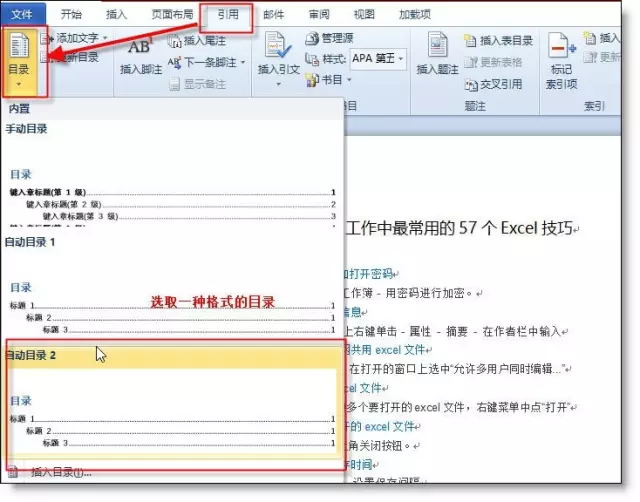 文件 开始 插入 页面布局 引用 邮件 审阅 视图 加载项
目录
添加文字
更新目录
AB¹
插入脚注
插入尾注
下一条脚注
显示备注
插入引文
管理源
样式: APA 第五
书目
插入题注
插入表目录
更新表格
交叉引用
题注
标记
索引项
插入
更新
索引
内置
手动目录
目录
键入章标题(第 1 级) 1
键入章标题(第 2 级) 2
键入章标题(第 3 级) 3
自动目录 1
目录
标题 1 1
标题 2 1
标题 3 1
选取一种格式的目录
自动目录 2
目录
标题 1 1
标题 2 1
标题 3 1
插入目录(I)...
工作中最常用的 57 个 Excel 技巧
打开密码
工作簿 - 用密码进行加密。
信息
上右键单击 - 属性 - 摘要 - 在作者栏中输入
共用 excel 文件
在打开的窗口上选中“允许多用户同时编辑...”
文件
多个要打开的 excel 文件，右键菜单中点“打开”
的 excel 文件
角关闭按钮。
时间
设置保存间隔